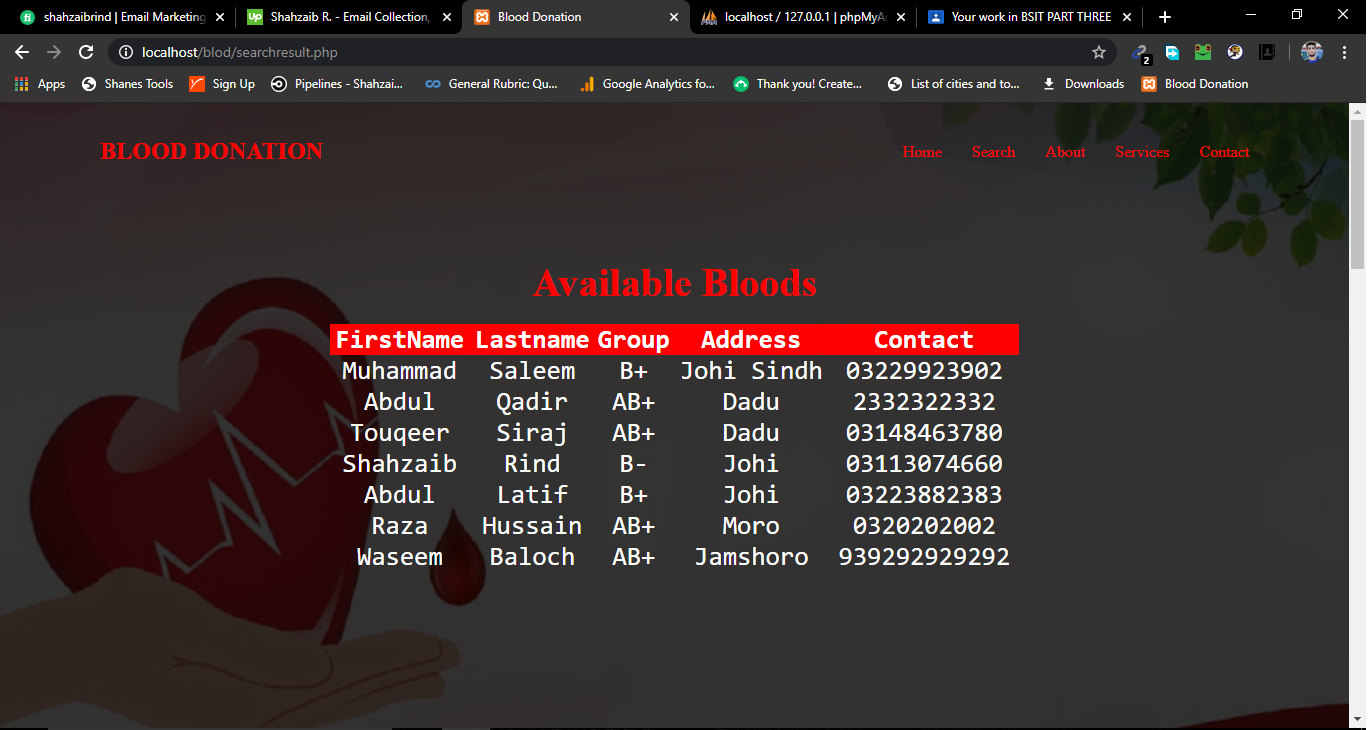 shahzaibrind | Email Marketing
Shahzaib R. - Email Collection,
Blood Donation
localhost / 127.0.0.1 | phpMyA
Your work in BSIT PART THREE
localhost/blod/searchresult.php
2
Apps
Shanes Tools
Sign Up
Pipelines - Shahzai...
General Rubric: Qu...
Google Analytics fo...
Thank you! Create...
List of cities and to...
Downloads
Blood Donation
BLOOD DONATION
Home Search About Services Contact
Available Bloods
FirstName Lastname Group Address Contact
Muhammad Saleem B+ Johi Sindh 03229923902
Abdul Qadir AB+ Dadu 2332322332
Touqeer Siraj AB+ Dadu 03148463780
Shahzaib Rind B- Johi 03113074660
Abdul Latif B+ Johi 03223882383
Raza Hussain AB+ Moro 0320202002
Waseem Baloch AB+ Jamshoro 939292929292